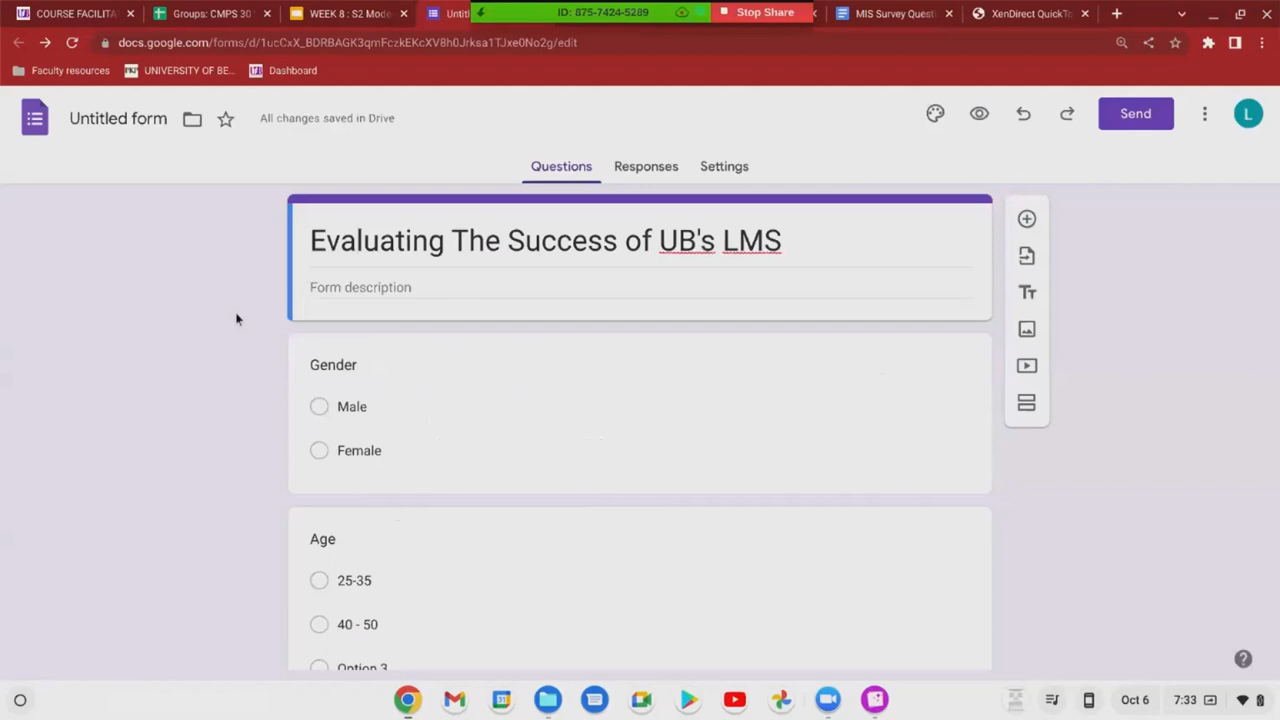 COURSE FACILITAT
Groups: CMPS 30
WEEK 8 : S2 Mode
Untitl
ID: 875-7424-5289
Stop Share
MIS Survey Questi
XenDirect QuickTo
docs.google.com/forms/d/1ucCxX_BDRBAGK3qmFczkEKcXV8h0Jrksa1TJxe0No2g/edit
Faculty resources
UNIVERSITY OF BE...
Dashboard
Untitled form
All changes saved in Drive
Send
L
Questions
Responses
Settings
Evaluating The Success of UB's LMS
Form description
Gender
Male
Female
Age
25-35
40 - 50
Option 3
Oct 6
7:33